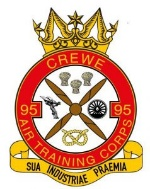 CREWE
95 95
AIR TRAINING CORPS
SUA INDUSTRIAE PRAEMIA